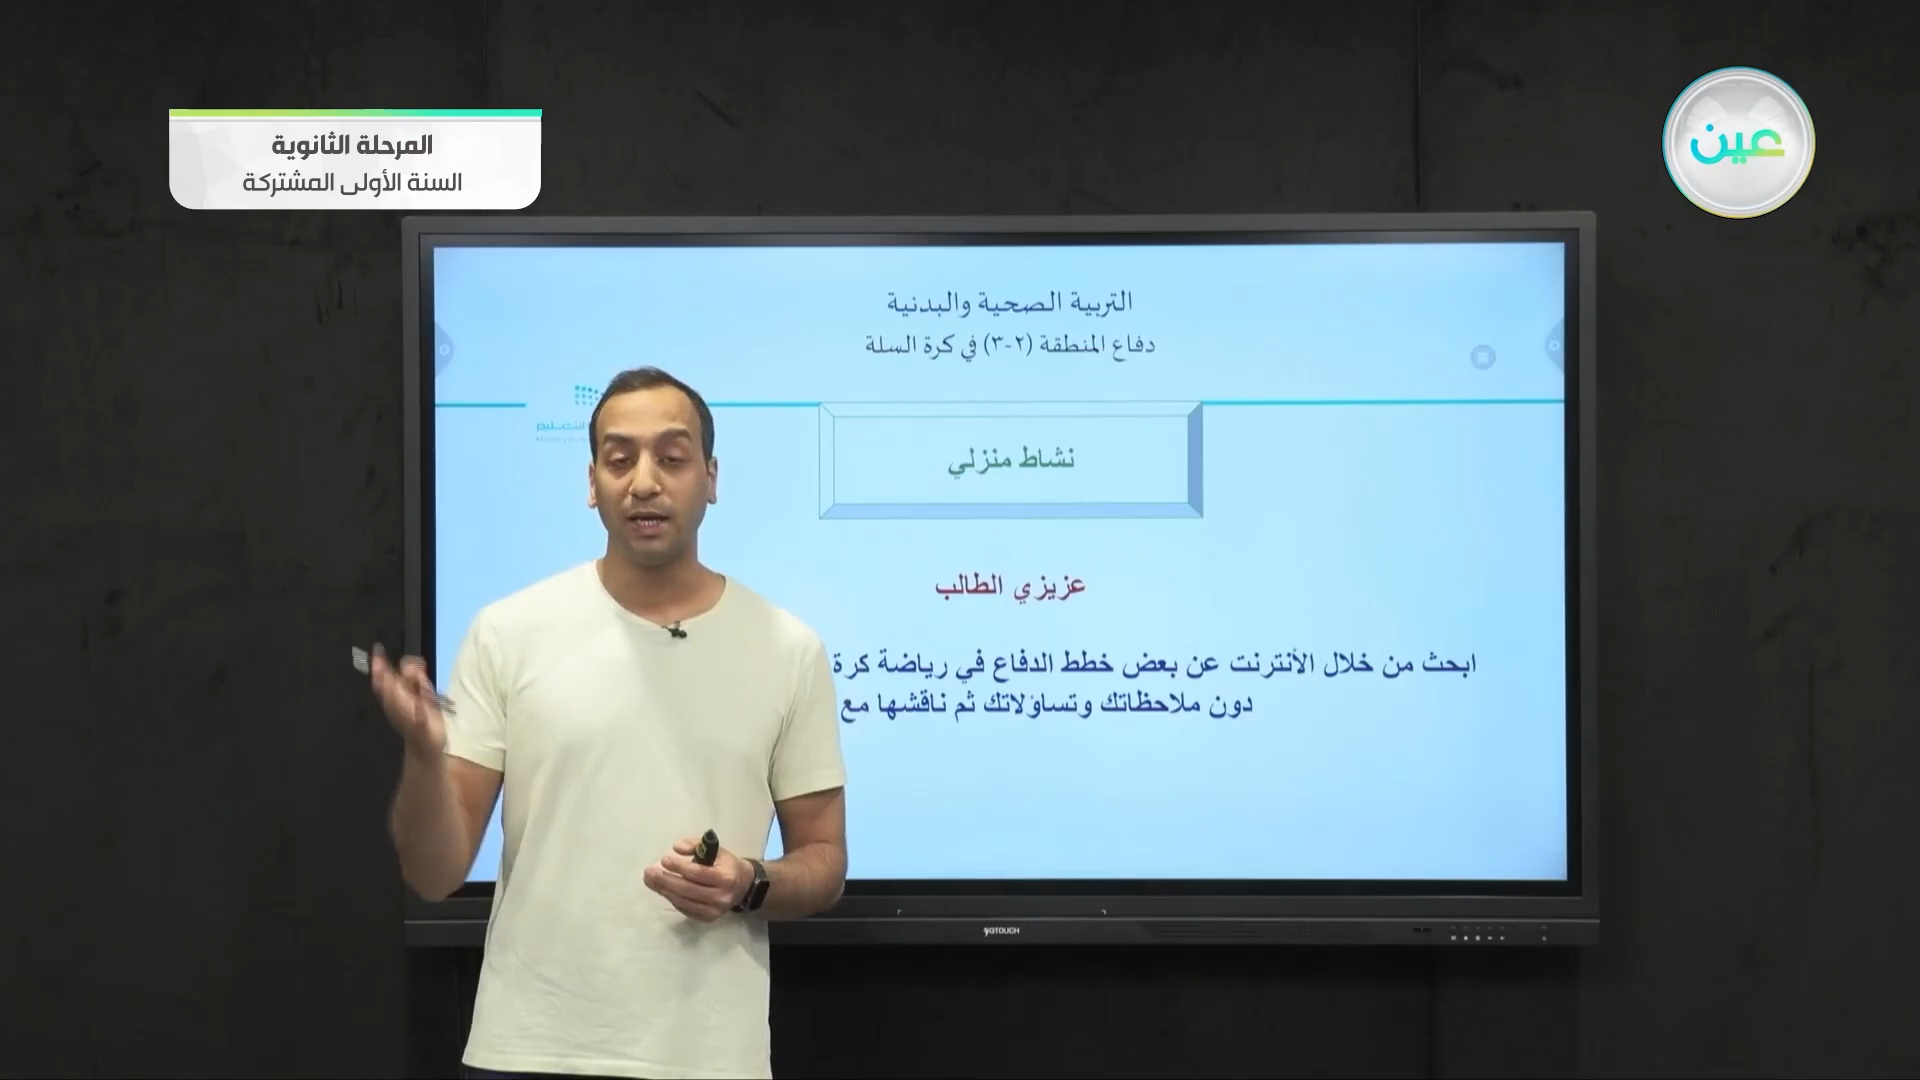 المرحلة الثانوية
السنة الأولى المشتركة
عين
التربية الصحية والبدنية
دفاع المنطقة (٢-٣) في كرة السلة
نشاط منزلي
عزيزي الطالب
ابحث من خلال الأنترنت عن بعض خطط الدفاع في رياضة كرة
دون ملاحظاتك وتساؤلاتك ثم ناقشها مع